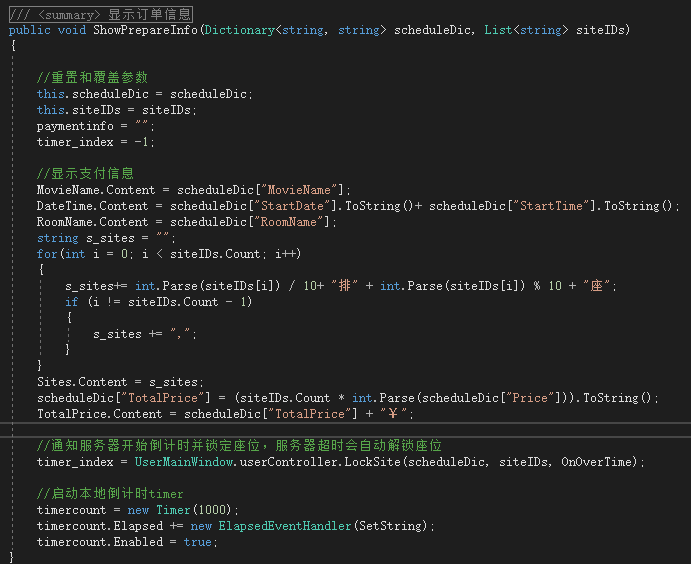 /// <summary> 显示订单信息
public void ShowPrepareInfo(Dictionary<string, string> scheduleDic, List<string> siteIDs)
{
//重置和覆盖参数
this.scheduleDic = scheduleDic;
this.siteIDs = siteIDs;
paymentinfo = "";
timer_index = -1;
//显示支付信息
MovieName.Content = scheduleDic["MovieName"];
DateTime.Content = scheduleDic["StartDate"].ToString()+ scheduleDic["StartTime"].ToString();
RoomName.Content = scheduleDic["RoomName"];
string s_sites = "";
for(int i = 0; i < siteIDs.Count; i++)
{
s_sites+= int.Parse(siteIDs[i]) / 10+ "排" + int.Parse(siteIDs[i]) % 10 + "座";
if (i != siteIDs.Count - 1)
{
s_sites += ",";
}
}
Sites.Content = s_sites;
scheduleDic["TotalPrice"] = (siteIDs.Count * int.Parse(scheduleDic["Price"])).ToString();
TotalPrice.Content = scheduleDic["TotalPrice"] + "￥";
//通知服务器开始倒计时并锁定座位，服务器超时会自动解锁座位
timer_index = UserMainWindow.userController.LockSite(scheduleDic, siteIDs, OnOverTime);
//启动本地倒计时timer
timercount = new Timer(1000);
timercount.Elapsed += new ElapsedEventHandler(SetString);
timercount.Enabled = true;
}